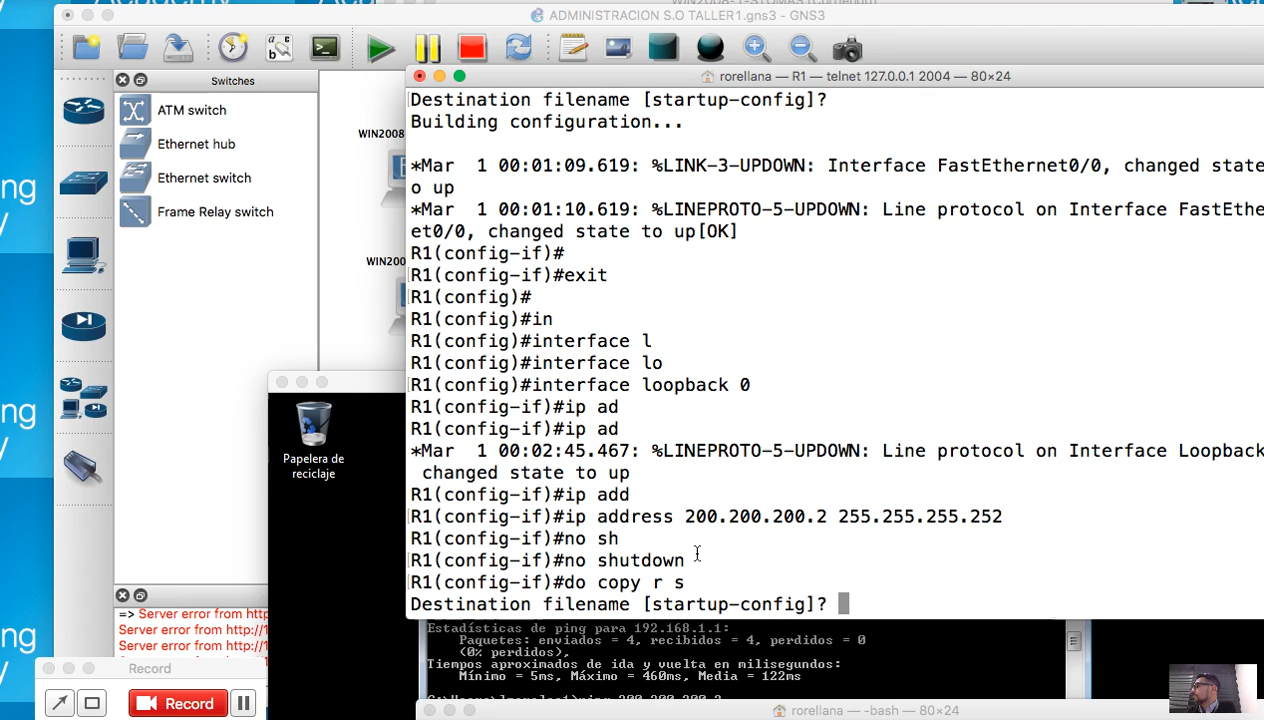 ADMINISTRACION S.O TALLER1.gns3 - GNS3
Switches
ATM switch
Ethernet hub
Ethernet switch
Frame Relay switch
WIN2008
WIN200
ng
y
ng
y
ng
y
rorellana — R1 — telnet 127.0.0.1 2004 — 80×24
Destination filename [startup-config]?
Building configuration...
*Mar  1 00:01:09.619: %LINK-3-UPDOWN: Interface FastEthernet0/0, changed state
o up
*Mar  1 00:01:10.619: %LINEPROTO-5-UPDOWN: Line protocol on Interface FastEthe
et0/0, changed state to up[OK]
R1(config-if)#
R1(config-if)#exit
R1(config)#
R1(config)#in
R1(config)#interface l
R1(config)#interface lo
R1(config)#interface loopback 0
R1(config-if)#ip ad
R1(config-if)#ip ad
*Mar  1 00:02:45.467: %LINEPROTO-5-UPDOWN: Line protocol on Interface Loopback
changed state to up
R1(config-if)#ip add
R1(config-if)#ip address 200.200.200.2 255.255.255.252
R1(config-if)#no sh
R1(config-if)#no shutdown
R1(config-if)#do copy r s
Destination filename [startup-config]?
Papelera de
reciclaje
=> Server error from http
Server error from http://1
Server error from http://1
Estadísticas de ping para 192.168.1.1:
Paquetes: enviados = 4, recibidos = 4, perdidos = 0
(0% perdidos),
Tiempos aproximados de ida y vuelta en milisegundos:
Mínimo = 5ms, Máximo = 460ms, Media = 122ms
Record
Record
rorellana — -bash — 80×24